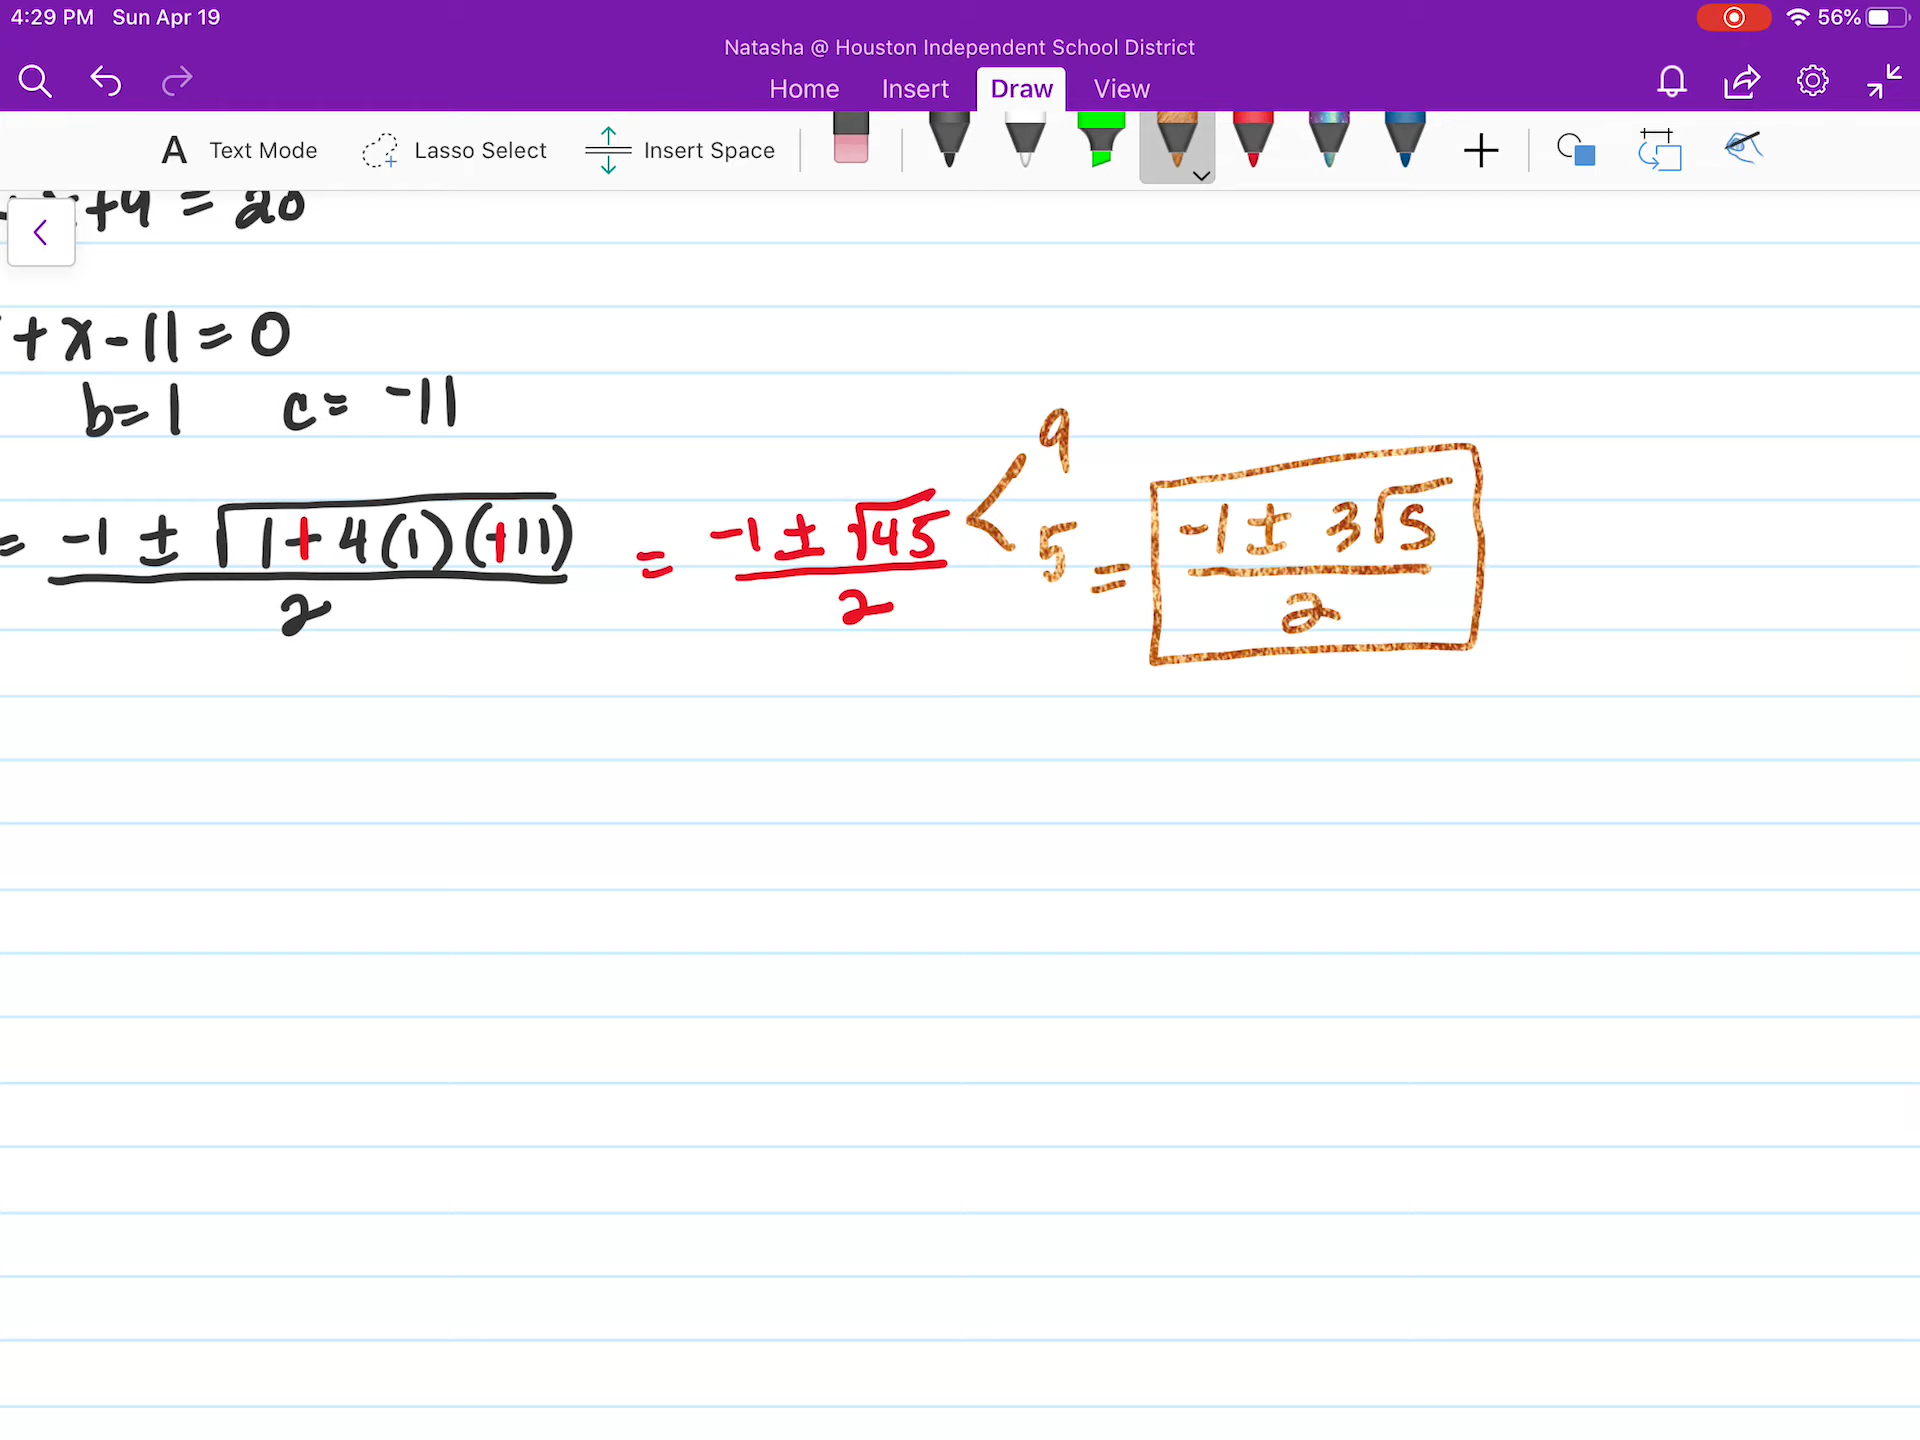 4:29 PM Sun Apr 19 56%
Natasha @ Houston Independent School District
Home Insert Draw View
A Text Mode Lasso Select Insert Space
+4 = 20
+ x - 11 = 0
b=1 c= -11
= -1 ± √1+4(1)(+11) / 2 = -1 ± √45 / 2 < 9 5 = -1 ± 3√5 / 2